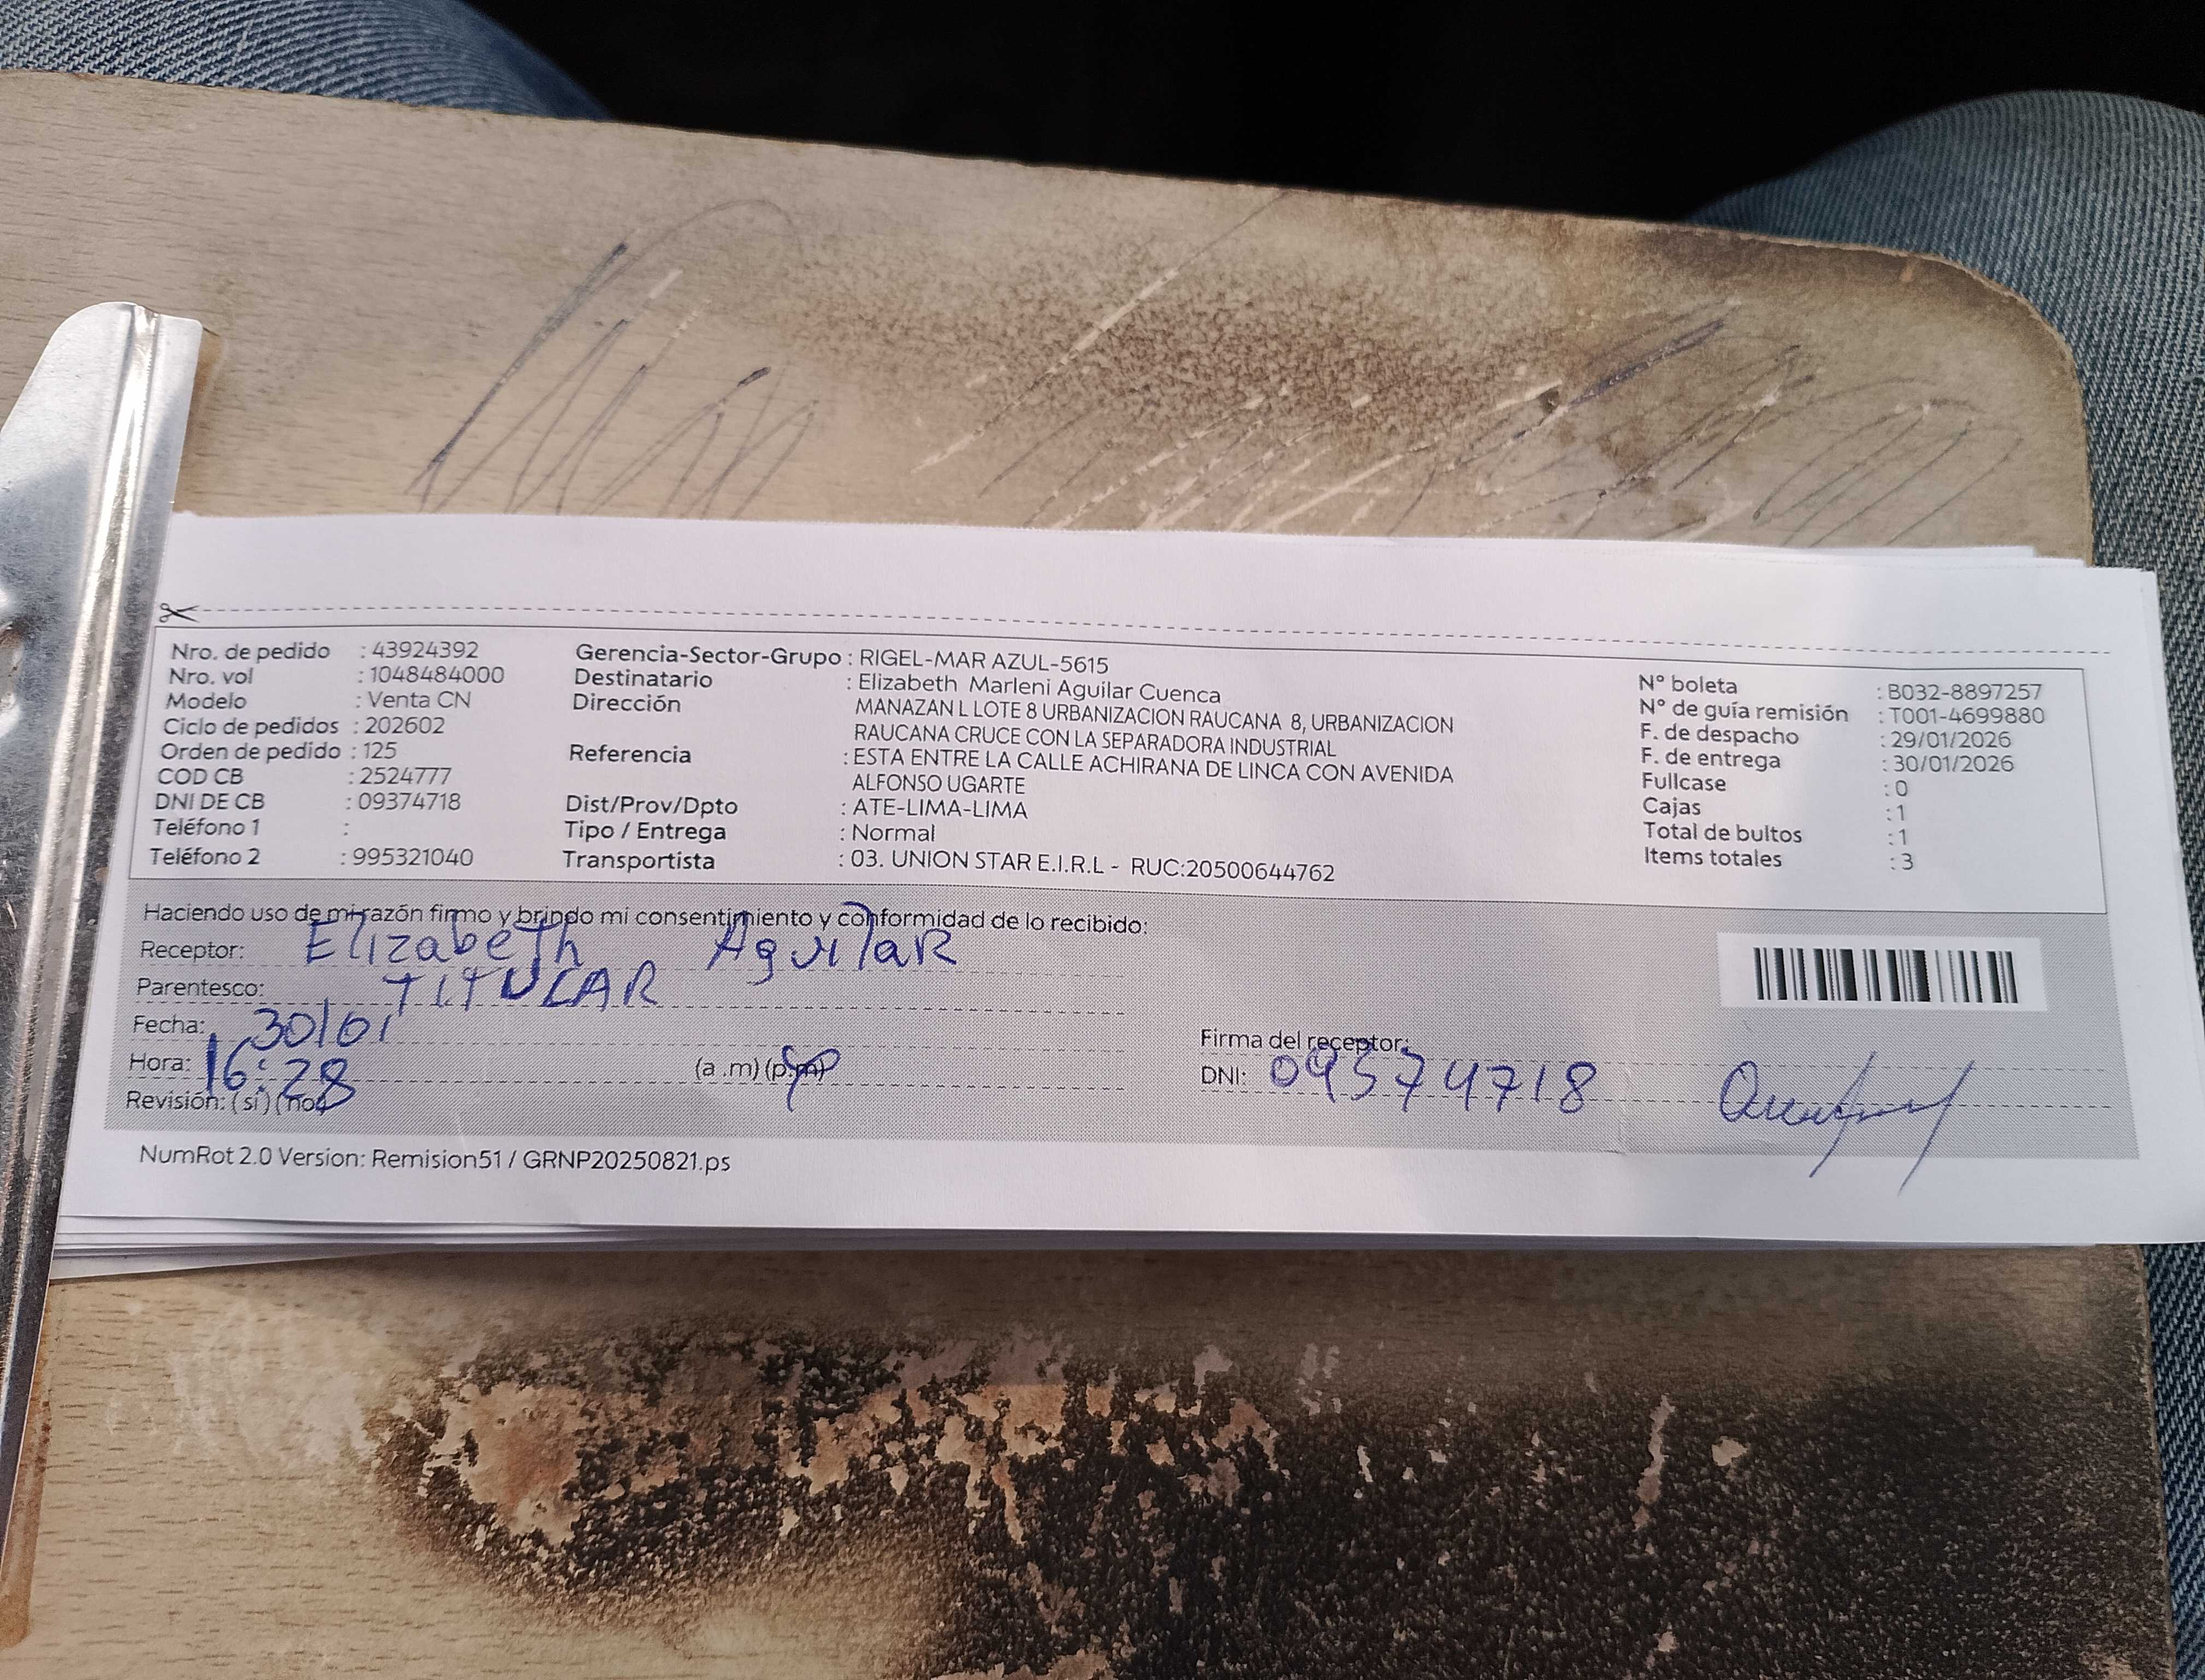 Nro. de pedido : 43924392
Nro. vol : 1048484000
Modelo : Venta CN
Ciclo de pedidos : 202602
Orden de pedido : 125
COD CB : 2524777
DNI DE CB : 09374718
Teléfono 1 :
Teléfono 2 : 995321040
Gerencia-Sector-Grupo : RIGEL-MAR AZUL-5615
Destinatario : Elizabeth Marleni Aguilar Cuenca
Dirección MANAZAN L LOTE 8 URBANIZACION RAUCANA 8, URBANIZACION
RAUCANA CRUCE CON LA SEPARADORA INDUSTRIAL
Referencia : ESTA ENTRE LA CALLE ACHIRANA DE LINCA CON AVENIDA
ALFONSO UGARTE
Dist/Prov/Dpto : ATE-LIMA-LIMA
Tipo / Entrega : Normal
Transportista : 03. UNION STAR E.I.R.L - RUC:20500644762
N° boleta : B032-8897257
N° de guía remisión : T001-4699880
F. de despacho : 29/01/2026
F. de entrega : 30/01/2026
Fullcase : 0
Cajas : 1
Total de bultos : 1
Items totales : 3
Haciendo uso de mi razón firmo y brindo mi consentimiento y conformidad de lo recibido:
Receptor: Elizabeth Aguilar
Parentesco: TITULAR
Fecha: 30/01
Hora: 16:28 (a .m) (p.m)
Revisión: (si) (no)
Firma del receptor:
DNI: 09374718
NumRot 2.0 Version: Remision51 / GRNP20250821.ps